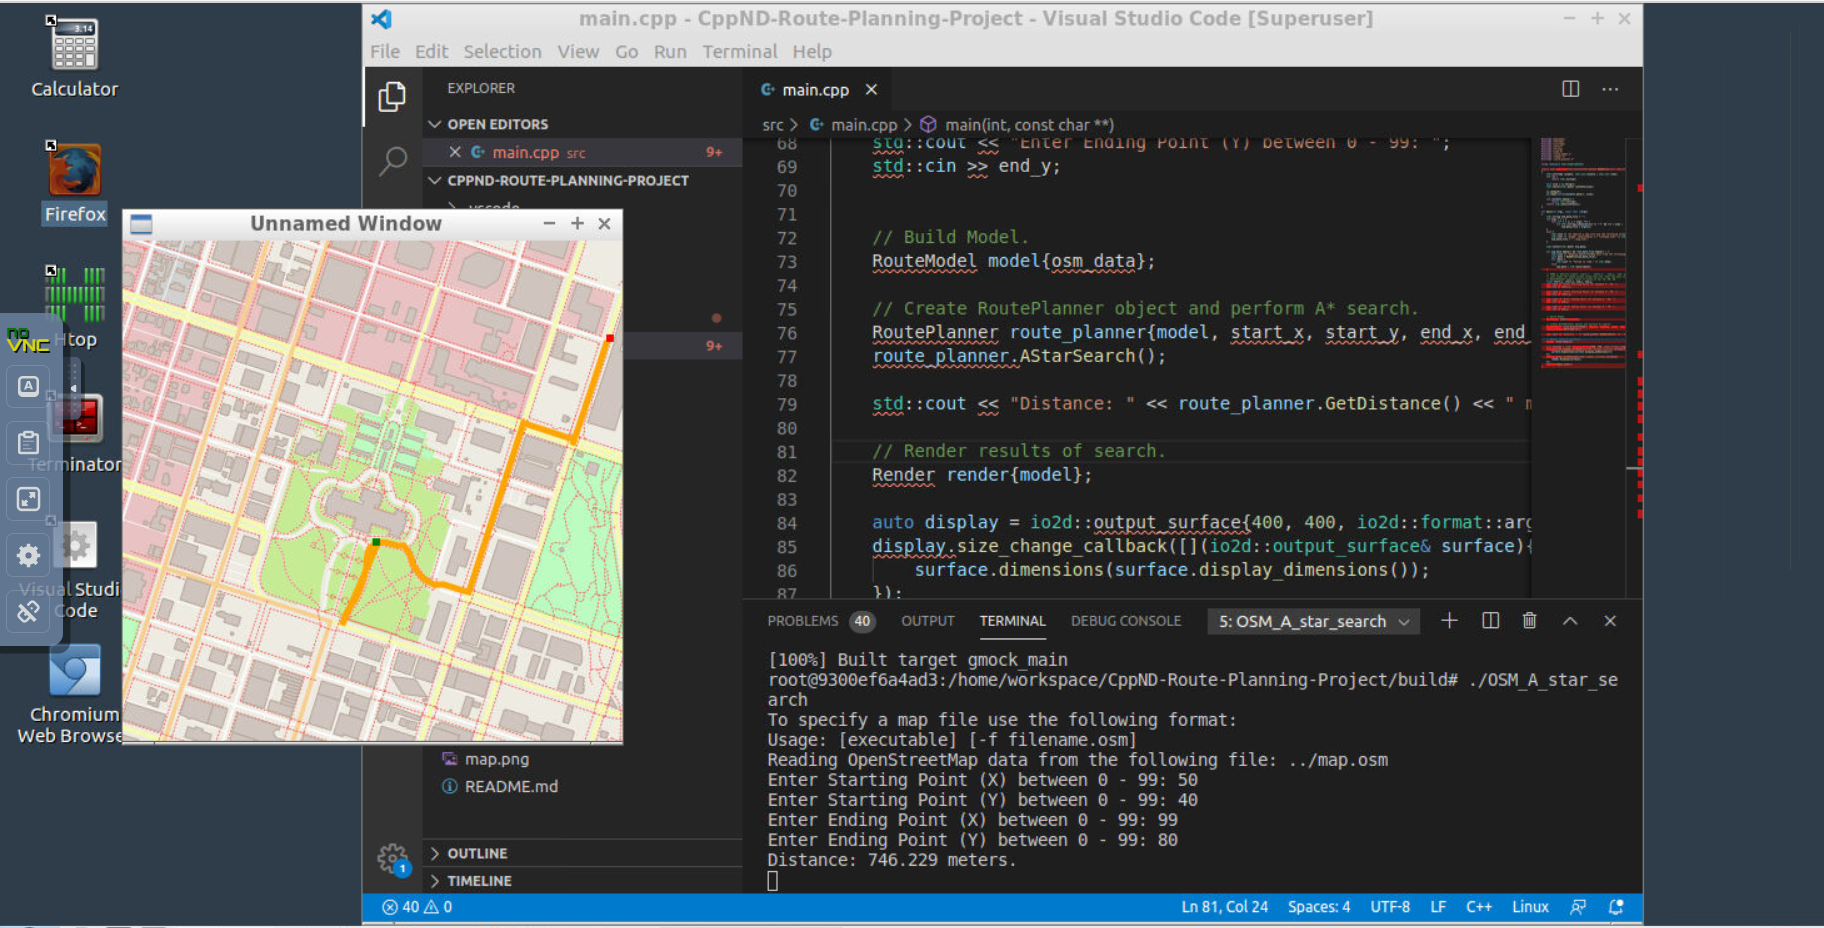 Calculator
Firefox
Htop
Terminator
Visual Studi
Code
Chromium
Web Browse
3.14
no
VNC
A
main.cpp - CppND-Route-Planning-Project - Visual Studio Code [Superuser]
File Edit Selection View Go Run Terminal Help
EXPLORER
OPEN EDITORS
main.cpp src 9+
CPPND-ROUTE-PLANNING-PROJECT
.vscode
9+
map.png
README.md
OUTLINE
TIMELINE
1
Unnamed Window
main.cpp
src > main.cpp > main(int, const char **)
68 std::cout << "Enter Ending Point (Y) between 0 - 99: ";
69 std::cin >> end_y;
70
71
72 // Build Model.
73 RouteModel model{osm_data};
74
75 // Create RoutePlanner object and perform A* search.
76 RoutePlanner route_planner{model, start_x, start_y, end_x, end_
77 route_planner.AStarSearch();
78
79 std::cout << "Distance: " << route_planner.GetDistance() << " m
80
81 // Render results of search.
82 Render render{model};
83
84 auto display = io2d::output_surface{400, 400, io2d::format::arg
85 display.size_change_callback([](io2d::output_surface& surface){
86 surface.dimensions(surface.display_dimensions());
87 });
PROBLEMS 40 OUTPUT TERMINAL DEBUG CONSOLE 5: OSM_A_star_search
[100%] Built target gmock_main
root@9300ef6a4ad3:/home/workspace/CppND-Route-Planning-Project/build# ./OSM_A_star_se
arch
To specify a map file use the following format:
Usage: [executable] [-f filename.osm]
Reading OpenStreetMap data from the following file: ../map.osm
Enter Starting Point (X) between 0 - 99: 50
Enter Starting Point (Y) between 0 - 99: 40
Enter Ending Point (X) between 0 - 99: 99
Enter Ending Point (Y) between 0 - 99: 80
Distance: 746.229 meters.
40 0 Ln 81, Col 24 Spaces: 4 UTF-8 LF C++ Linux